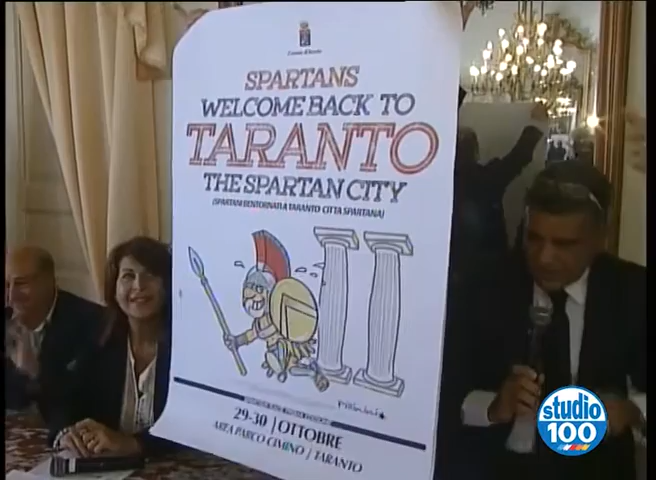 SPARTANS
WELCOME BACK TO
TARANTO
THE SPARTAN CITY
(SPARTANI BENTORNATI A TARANTO CITTÀ SPARTANA)
29-30 | OTTOBRE
AREA PARCO CIMINO / TARANTO
studio
100